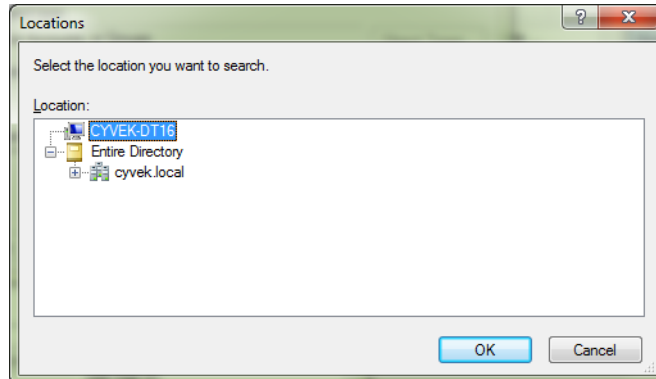 Locations
Select the location you want to search.
Location:
CYVEK-DT16
Entire Directory
cyvek.local
OK
Cancel